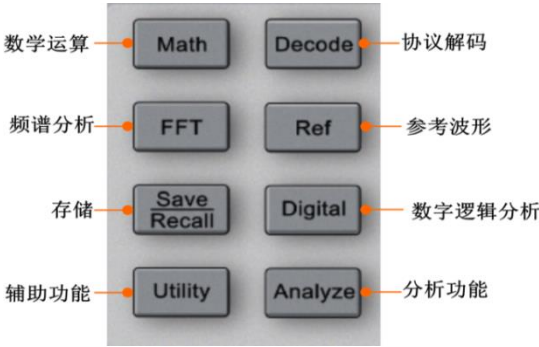 数学运算 Math Decode 协议解码
频谱分析 FFT Ref 参考波形
存储 Save Recall Digital 数字逻辑分析
辅助功能 Utility Analyze 分析功能